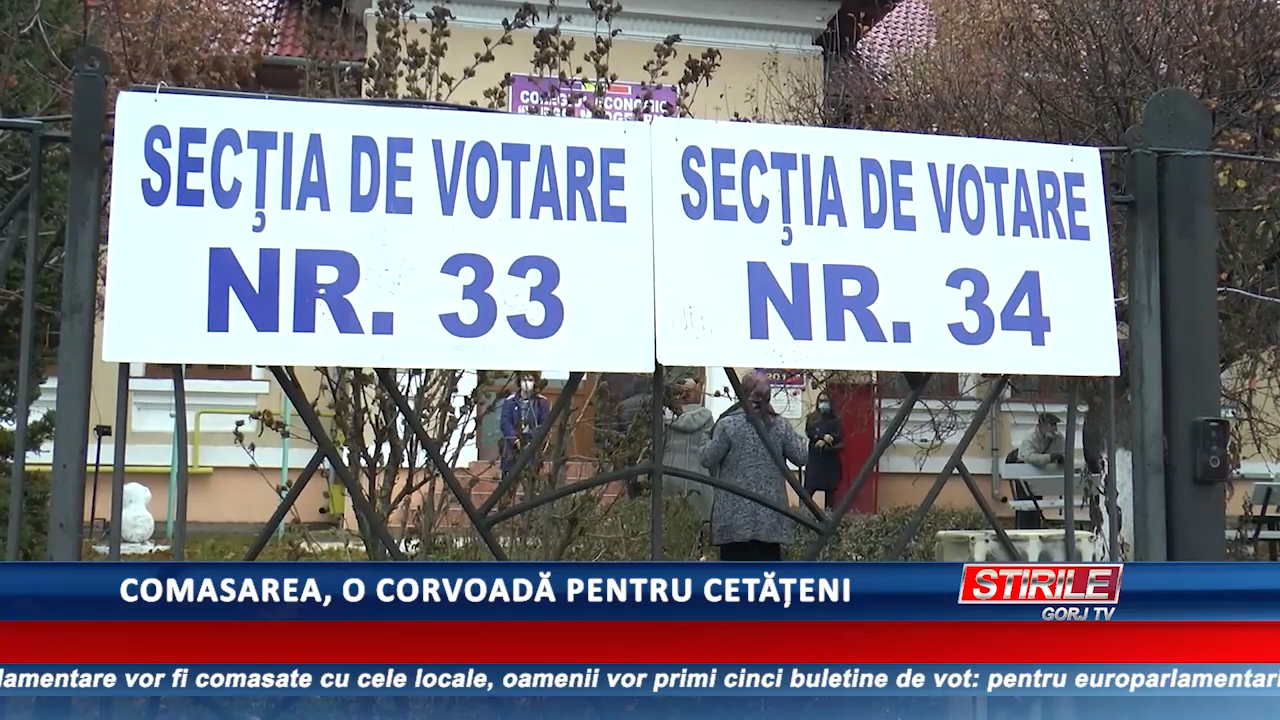 SECȚIA DE VOTARE
NR. 33
SECȚIA DE VOTARE
NR. 34
COMASAREA, O CORVOADĂ PENTRU CETĂȚENI
STIRILE
GORJ TV
lamentare vor fi comasate cu cele locale, oamenii vor primi cinci buletine de vot: pentru europarlamentari